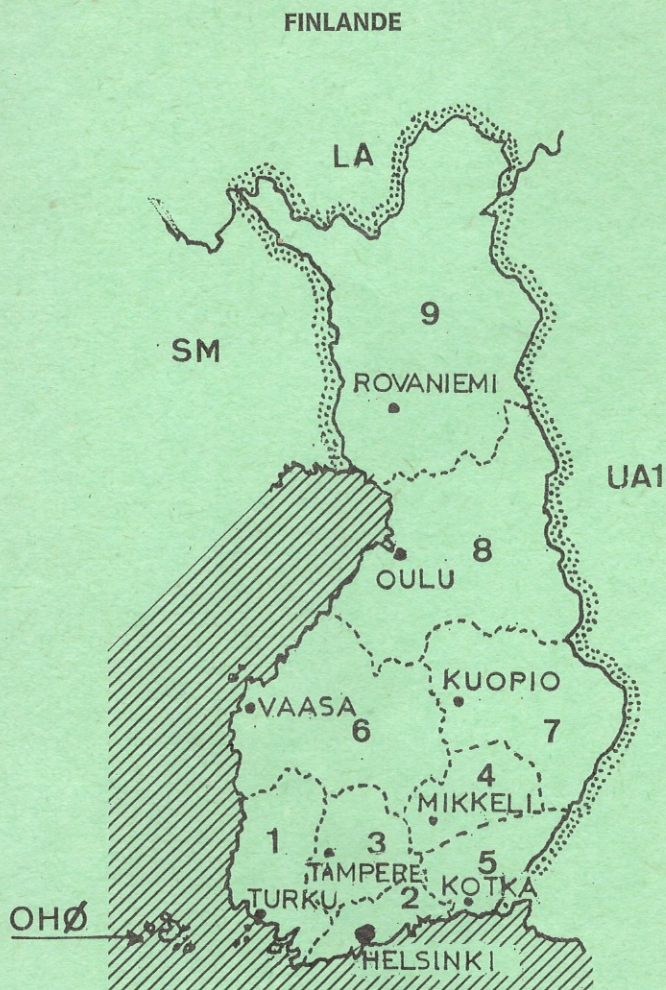 FINLANDE
LA
9
SM
ROVANIEMI
UA1
8
OULU
KUOPIO
VAASA
6
7
4
MIKKELI
1
3
5
TAMPERE
KOTKA
TURKU
2
OHØ
HELSINKI